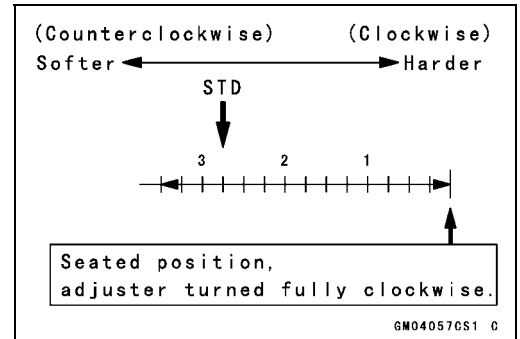 (Counterclockwise) (Clockwise)
Softer Harder
STD
3 2 1
Seated position,
adjuster turned fully clockwise.
GM04057CS1 C